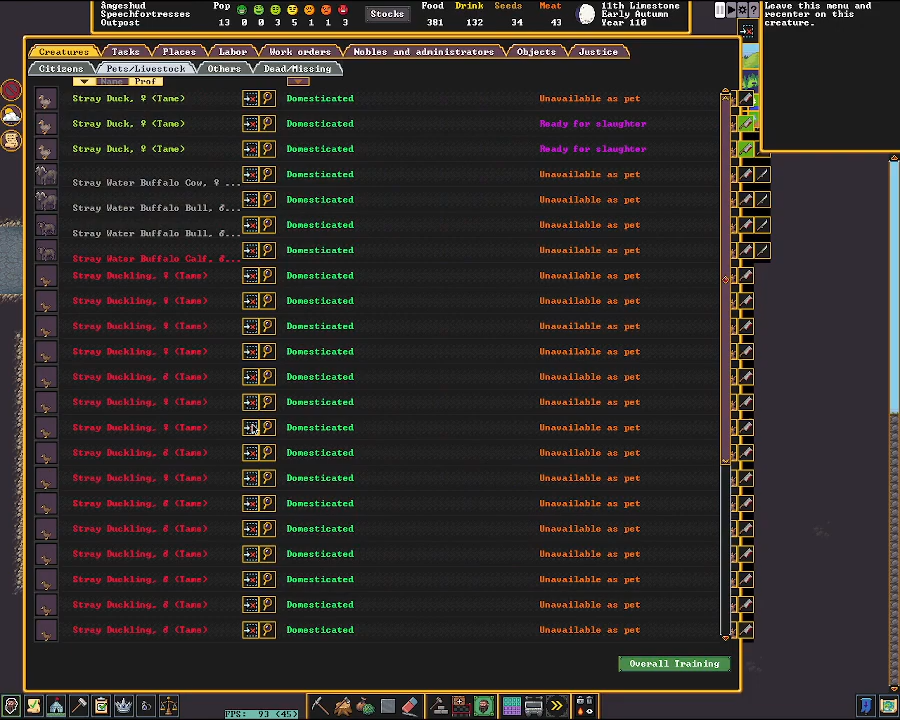 Angeshud
Speechfortresses
Outpost
Pop
13 0 0 3 5 1 1 3
Stocks
Food Drink Seeds Meat
381 132 34 43
11th Limestone
Early Autumn
Year 110
Leave this menu and
recenter on this
creature.
Creatures Tasks Places Labor Work orders Nobles and administrators Objects Justice
Citizens Pets/Livestock Others Dead/Missing
Name Prof
Stray Duck, ♀ (Tame) Domesticated Unavailable as pet
Stray Duck, ♀ (Tame) Domesticated Ready for slaughter
Stray Duck, ♀ (Tame) Domesticated Ready for slaughter
Stray Water Buffalo Cow, ♀ ... Domesticated Unavailable as pet
Stray Water Buffalo Bull, ♂... Domesticated Unavailable as pet
Stray Water Buffalo Bull, ♂... Domesticated Unavailable as pet
Stray Water Buffalo Calf, ♂... Domesticated Unavailable as pet
Stray Duckling, ♀ (Tame) Domesticated Unavailable as pet
Stray Duckling, ♀ (Tame) Domesticated Unavailable as pet
Stray Duckling, ♀ (Tame) Domesticated Unavailable as pet
Stray Duckling, ♀ (Tame) Domesticated Unavailable as pet
Stray Duckling, ♂ (Tame) Domesticated Unavailable as pet
Stray Duckling, ♀ (Tame) Domesticated Unavailable as pet
Stray Duckling, ♀ (Tame) Domesticated Unavailable as pet
Stray Duckling, ♂ (Tame) Domesticated Unavailable as pet
Stray Duckling, ♀ (Tame) Domesticated Unavailable as pet
Stray Duckling, ♂ (Tame) Domesticated Unavailable as pet
Stray Duckling, ♂ (Tame) Domesticated Unavailable as pet
Stray Duckling, ♂ (Tame) Domesticated Unavailable as pet
Stray Duckling, ♂ (Tame) Domesticated Unavailable as pet
Stray Duckling, ♂ (Tame) Domesticated Unavailable as pet
Stray Duckling, ♂ (Tame) Domesticated Unavailable as pet
Overall Training
FPS: 93 (45)